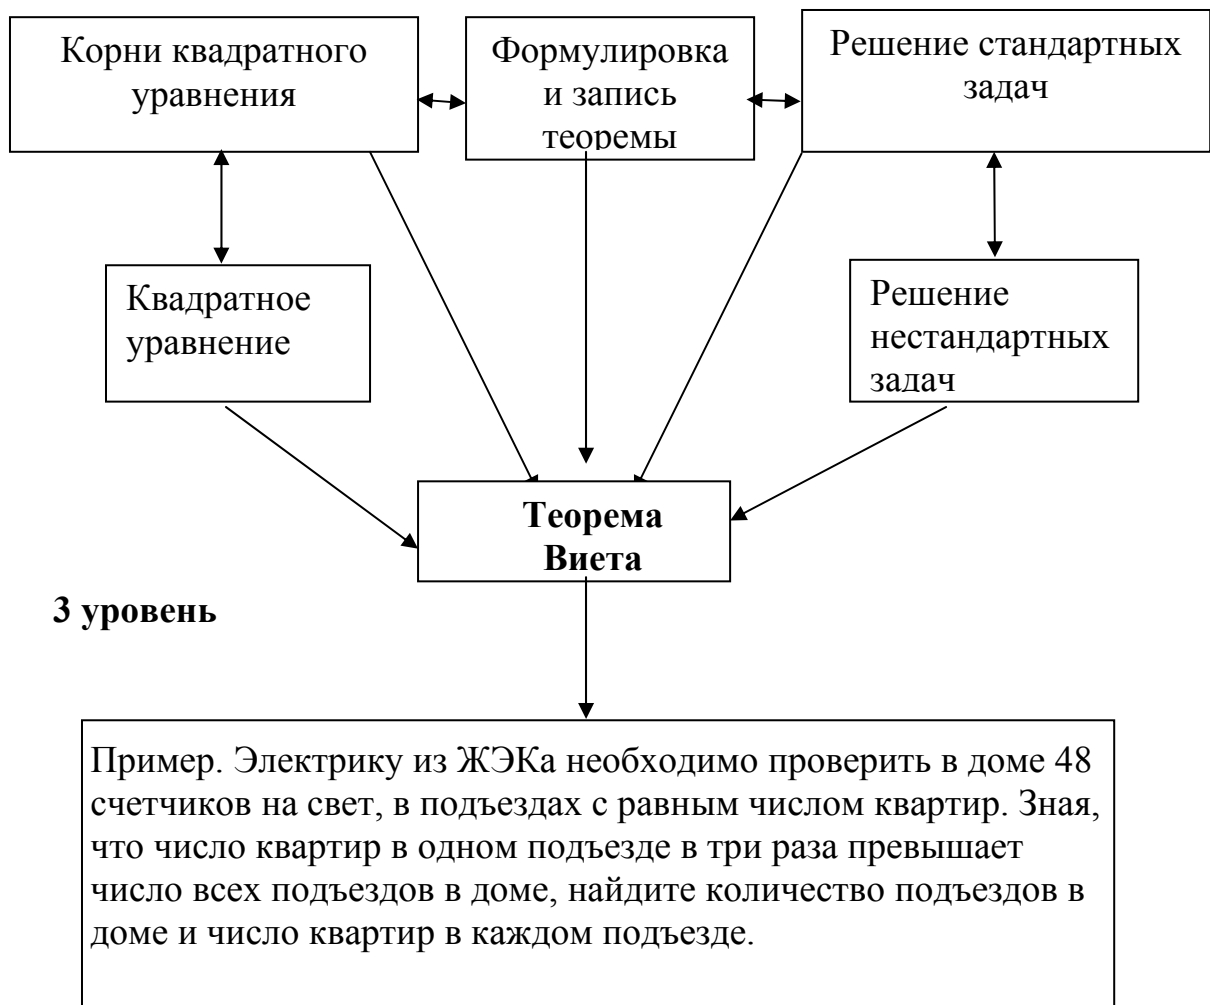 Корни квадратного
уравнения
Формулировка
и запись
теоремы
Решение стандартных
задач
Квадратное
уравнение
Решение
нестандартных
задач
Теорема
Виета
3 уровень
Пример. Электрику из ЖЭКа необходимо проверить в доме 48
счетчиков на свет, в подъездах с равным числом квартир. Зная,
что число квартир в одном подъезде в три раза превышает
число всех подъездов в доме, найдите количество подъездов в
доме и число квартир в каждом подъезде.